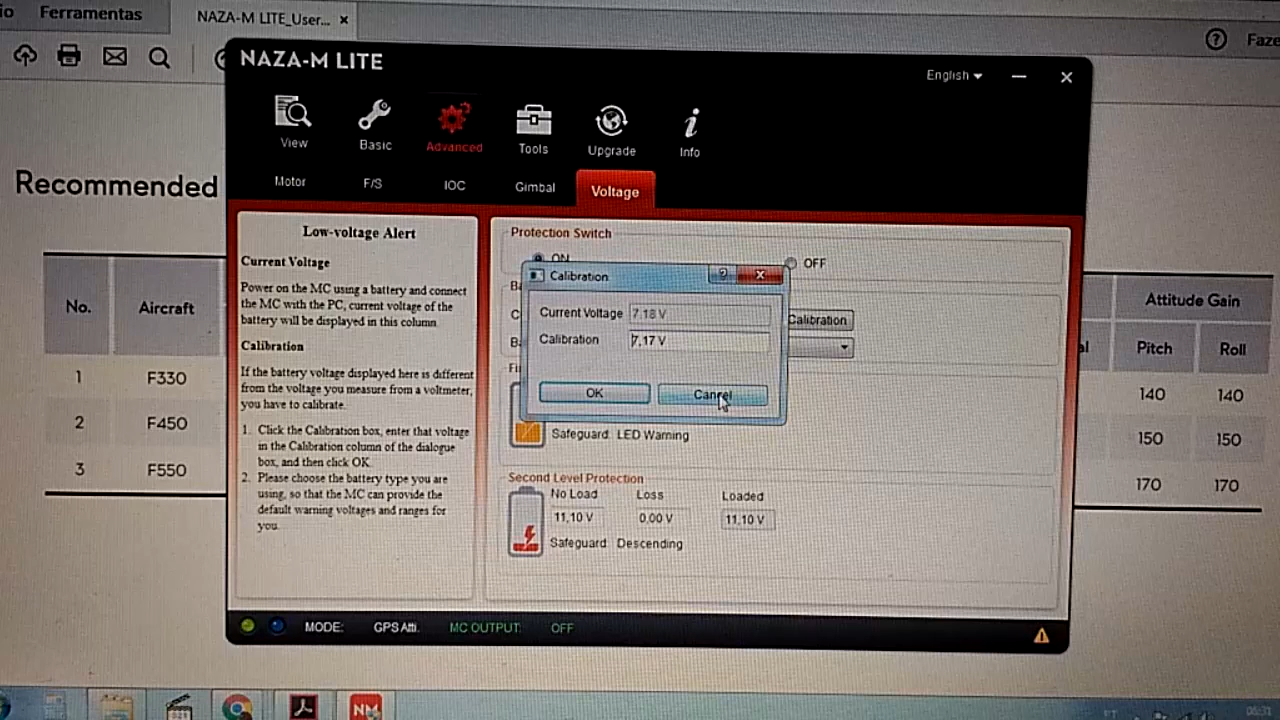 Ferramentas
NAZA-M LITE_User... ×
Faze
NAZA-M LITE
English
View
Basic
Advanced
Tools
Upgrade
Info
Motor
F/S
IOC
Gimbal
Voltage
Recommended
No.
Aircraft
1
F330
2
F450
3
F550
Low-voltage Alert
Current Voltage
Power on the MC using a battery and connect
the MC with the PC, current voltage of the
battery will be displayed in this column.
Calibration
If the battery voltage displayed here is different
from the voltage you measure from a voltmeter,
you have to calibrate.
1. Click the Calibration box, enter that voltage
in the Calibration column of the dialogue
box, and then click OK.
2. Please choose the battery type you are
using, so that the MC can provide the
default warning voltages and ranges for
you.
Protection Switch
ON
OFF
Calibration
Current Voltage 7.18 V
Calibration 7,17 V
OK
Cancel
Calibration
Safeguard: LED Warning
Second Level Protection
No Load
Loss
Loaded
11,10 V
0,00 V
11,10 V
Safeguard: Descending
Attitude Gain
Pitch
Roll
140
140
150
150
170
170
MODE:
GPS Atti.
MC OUTPUT:
OFF
NM